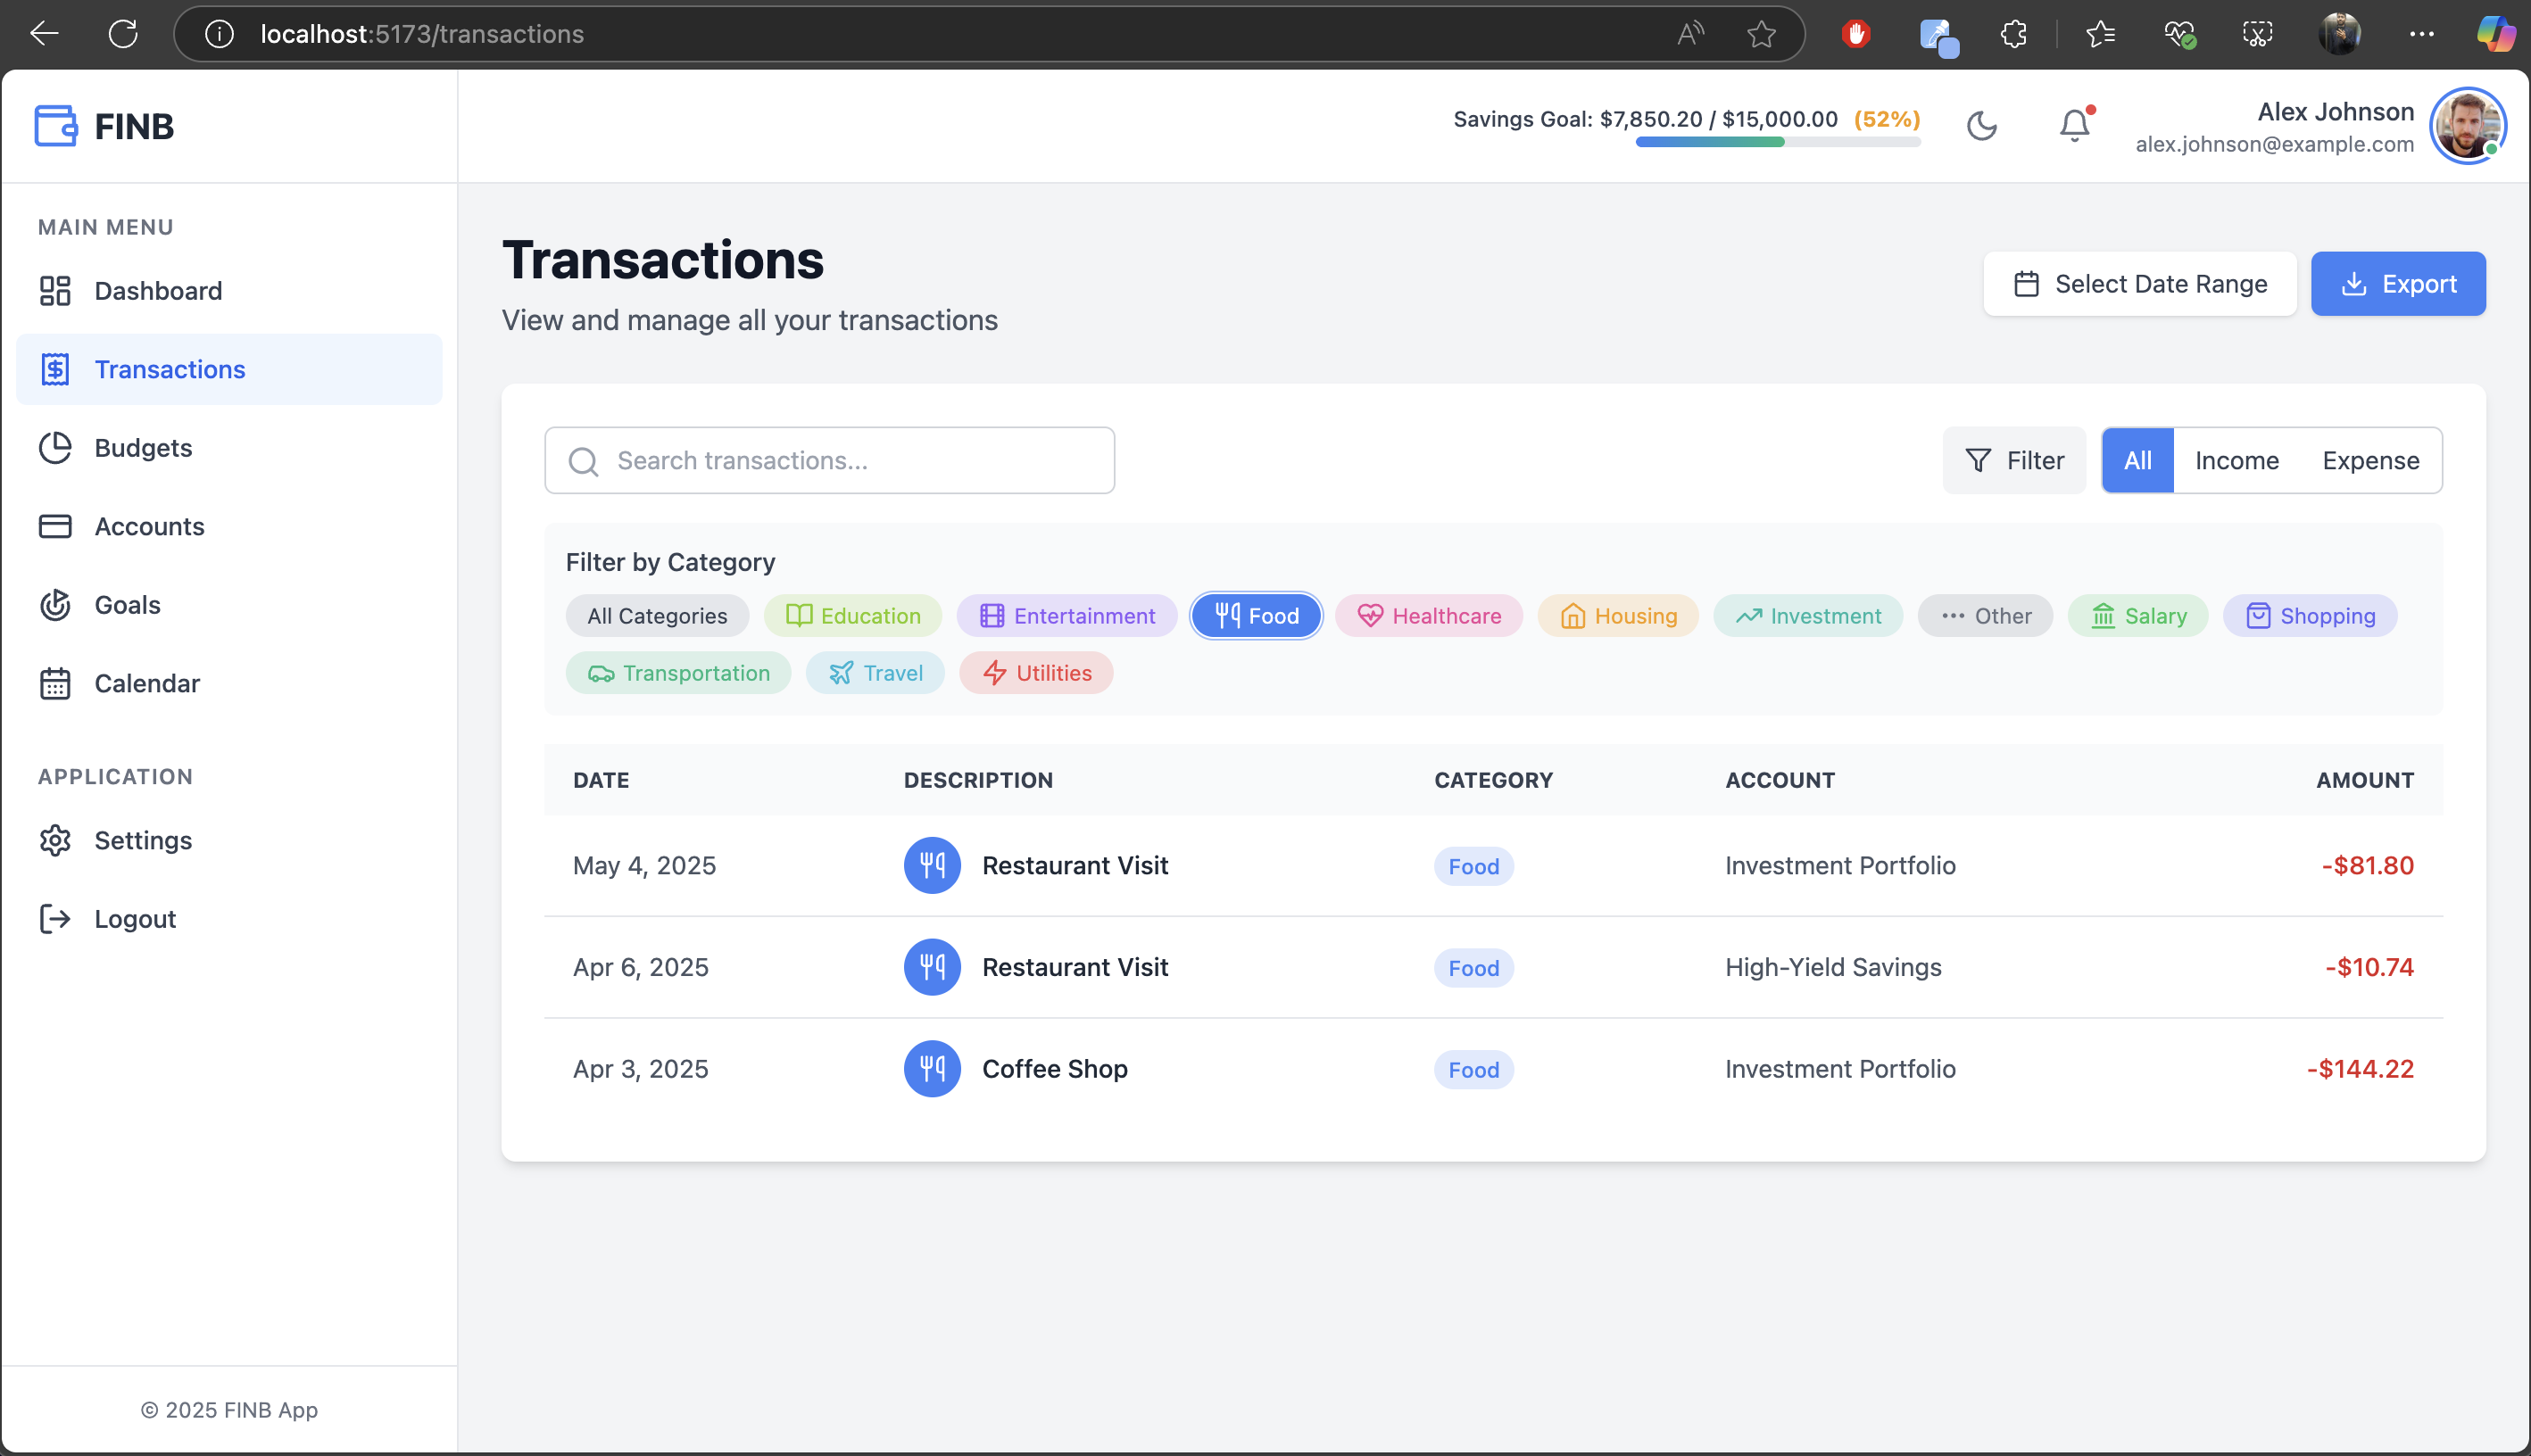 localhost:5173/transactions
FINB
Savings Goal: $7,850.20 / $15,000.00 (52%)
Alex Johnson
alex.johnson@example.com
MAIN MENU
Dashboard
Transactions
Budgets
Accounts
Goals
Calendar
APPLICATION
Settings
Logout
© 2025 FINB App
Transactions
View and manage all your transactions
Select Date Range
Export
Search transactions...
Filter
All Income Expense
Filter by Category
All Categories Education Entertainment Food Healthcare Housing Investment Other Salary Shopping
Transportation Travel Utilities
DATE DESCRIPTION CATEGORY ACCOUNT AMOUNT
May 4, 2025 Restaurant Visit Food Investment Portfolio -$81.80
Apr 6, 2025 Restaurant Visit Food High-Yield Savings -$10.74
Apr 3, 2025 Coffee Shop Food Investment Portfolio -$144.22